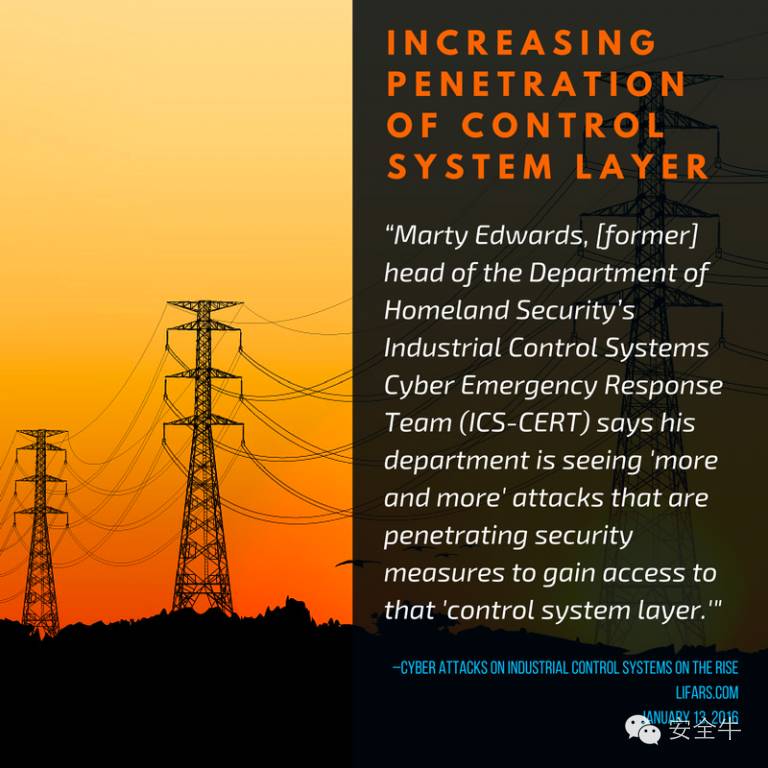 INCREASING
PENETRATION
OF CONTROL
SYSTEM LAYER
“Marty Edwards, [former]
head of the Department of
Homeland Security’s
Industrial Control Systems
Cyber Emergency Response
Team (ICS-CERT) says his
department is seeing 'more
and more' attacks that are
penetrating security
measures to gain access to
that 'control system layer.'"
–CYBER ATTACKS ON INDUSTRIAL CONTROL SYSTEMS ON THE RISE
LIFARS.COM
JANUARY 13, 2016
安全牛